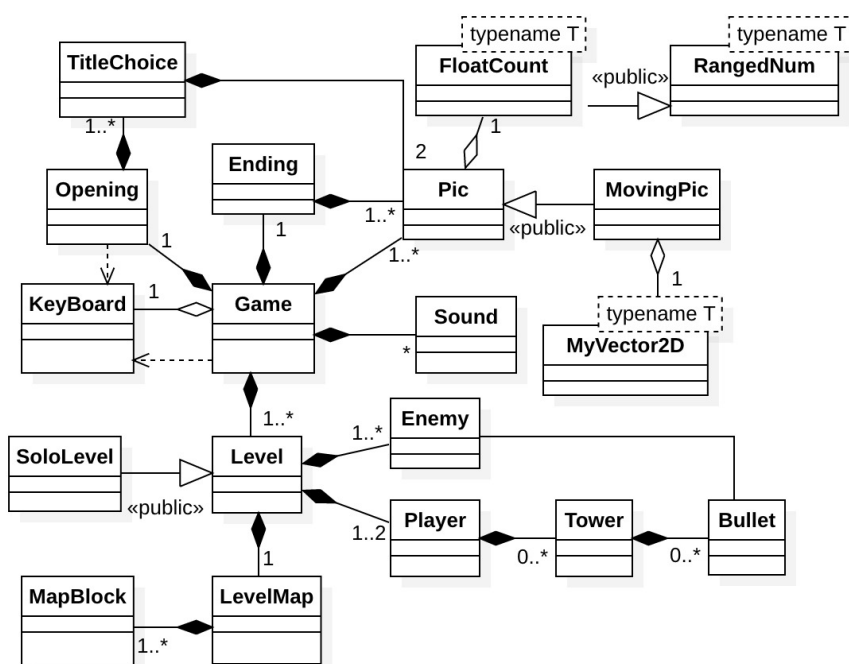 typename T
typename T
TitleChoice
FloatCount
«public»
RangedNum
1..*
1
2
Ending
Opening
Pic
MovingPic
1..*
«public»
1
1
1..*
1
1
KeyBoard
Game
Sound
typename T
MyVector2D
*
1..*
Enemy
1..*
SoloLevel
Level
«public»
Player
Tower
Bullet
1..2
0..*
0..*
1
MapBlock
LevelMap
1..*